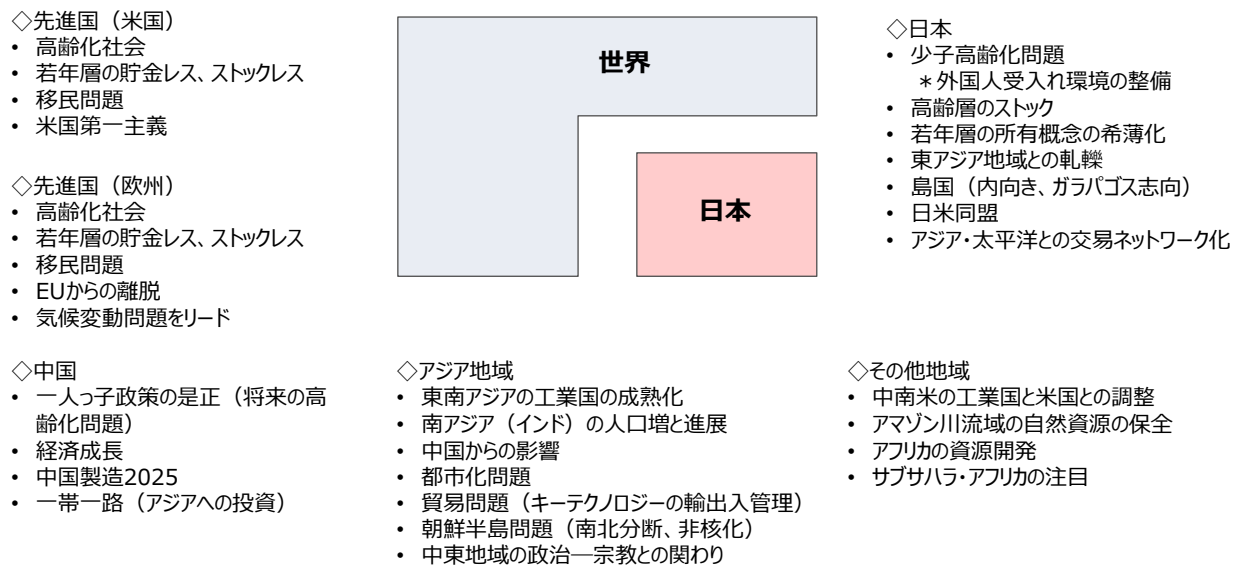 ◇先進国（米国）
• 高齢化社会
• 若年層の貯金レス、ストックレス
• 移民問題
• 米国第一主義
◇先進国（欧州）
• 高齢化社会
• 若年層の貯金レス、ストックレス
• 移民問題
• EUからの離脱
• 気候変動問題をリード
世界
日本
◇日本
• 少子高齢化問題
＊外国人受入れ環境の整備
• 高齢層のストック
• 若年層の所有概念の希薄化
• 東アジア地域との軋轢
• 島国（内向き、ガラパゴス志向）
• 日米同盟
• アジア・太平洋との交易ネットワーク化
◇中国
• 一人っ子政策の是正（将来の高
齢化問題）
• 経済成長
• 中国製造2025
• 一帯一路（アジアへの投資）
◇アジア地域
• 東南アジアの工業国の成熟化
• 南アジア（インド）の人口増と進展
• 中国からの影響
• 都市化問題
• 貿易問題（キーテクノロジーの輸出入管理）
• 朝鮮半島問題（南北分断、非核化）
• 中東地域の政治―宗教との関わり
◇その他地域
• 中南米の工業国と米国との調整
• アマゾン川流域の自然資源の保全
• アフリカの資源開発
• サブサハラ・アフリカの注目